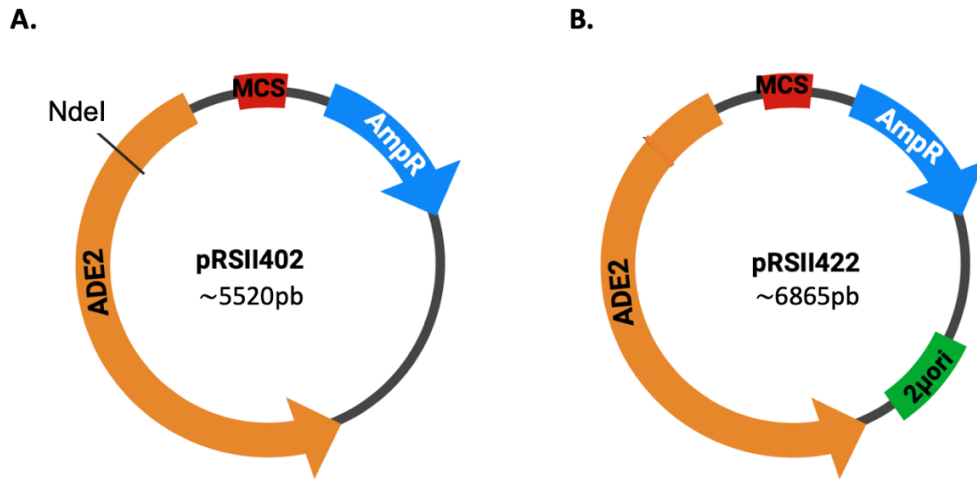 A.
MCS
NdeI
AmpR
ADE2
pRSII402
~5520pb
B.
MCS
AmpR
ADE2
pRSII422
~6865pb
2µori